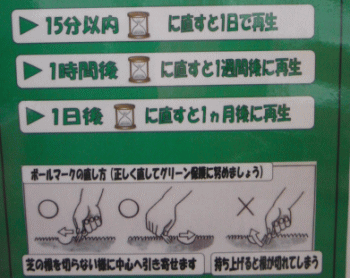 ▶ 15分以内 に直すと1日で再生
▶ 1時間後 に直すと1週間後に再生
▶ 1日後 に直すと1ヵ月後に再生
ボールマークの直し方(正しく直してグリーン保護に努めましょう)
○ ○ ×
芝の根を切らない様に中心へ引き寄せます
持ち上げると根が切れてしまう